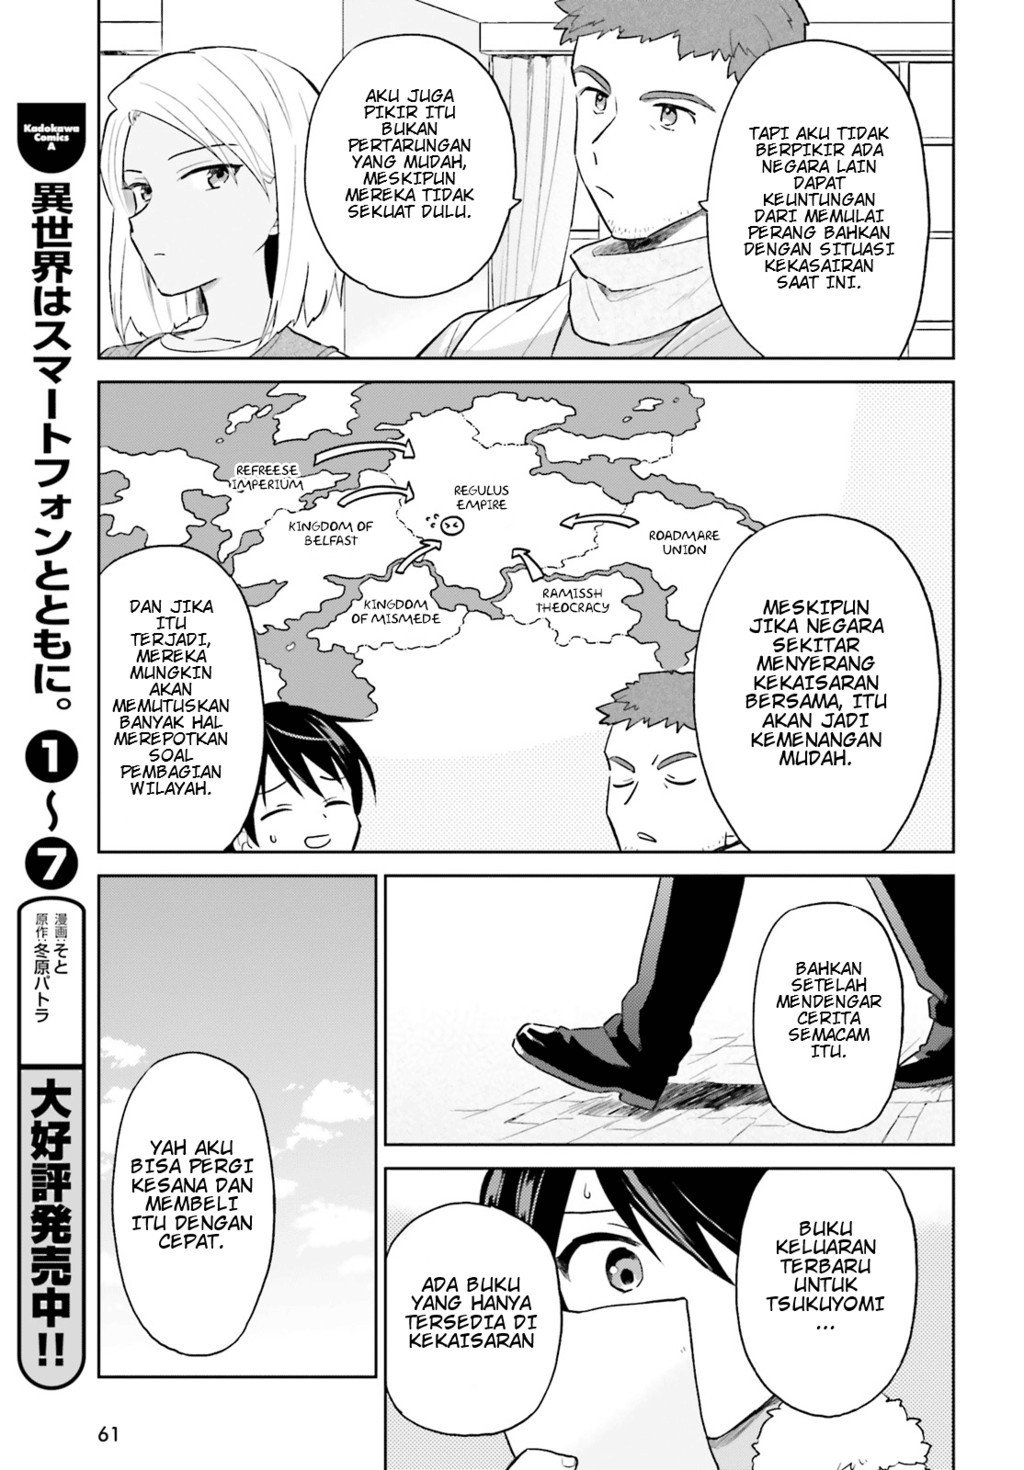 TAPI AKU TIDAK
BERPIKIR ADA
NEGARA LAIN
DAPAT
KEUNTUNGAN
DARI MEMULAI
PERANG BAHKAN
DENGAN SITUASI
KEKASAIRAN
SAAT INI.
AKU JUGA
PIKIR ITU
BUKAN
PERTARUNGAN
YANG MUDAH,
MESKIPUN
MEREKA TIDAK
SEKUAT DULU.
REFREESE
IMPERIUM
KINGDOM OF
BELFAST
REGULUS
EMPIRE
ROADMARE
UNION
KINGDOM
OF MISMEDE
RAMISSH
THEOCRACY
MESKIPUN
JIKA NEGARA
SEKITAR
MENYERANG
KEKAISARAN
BERSAMA, ITU
AKAN JADI
KEMENANGAN
MUDAH.
DAN JIKA
ITU
TERJADI,
MEREKA
MUNGKIN
AKAN
MEMUTUSKAN
BANYAK HAL
MEREPOTKAN
SOAL
PEMBAGIAN
WILAYAH.
BAHKAN
SETELAH
MENDENGAR
CERITA
SEMACAM
ITU.
BUKU
KELUARAN
TERBARU
UNTUK
TSUKUYOMI
...
ADA BUKU
YANG HANYA
TERSEDIA DI
KEKAISARAN
YAH AKU
BISA PERGI
KESANA DAN
MEMBELI
ITU DENGAN
CEPAT.
Kadokawa
Comics
A
異世界はスマートフォンとともに。
1～7
漫画:そと
原作:冬原パトラ
大好評発売中!!
61